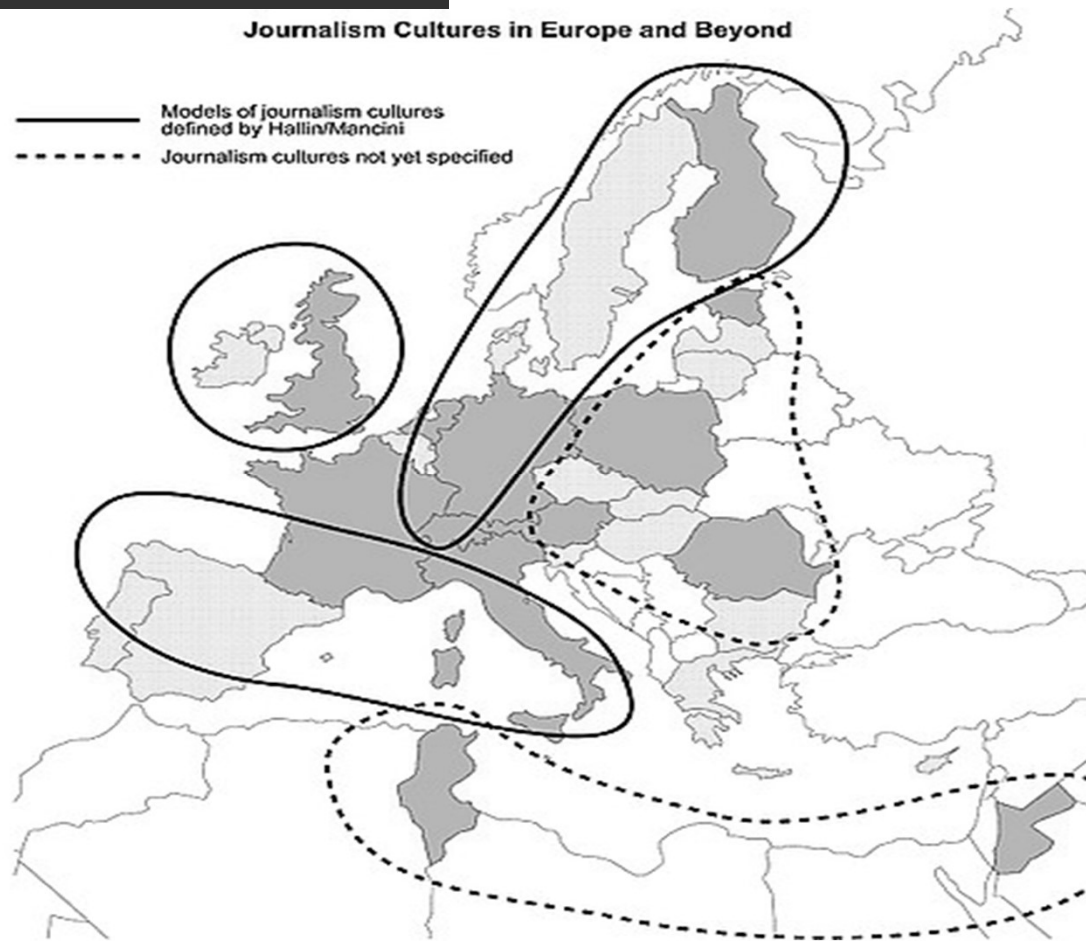 Journalism Cultures in Europe and Beyond
Models of journalism cultures
defined by Hallin/Mancini
Journalism cultures not yet specified